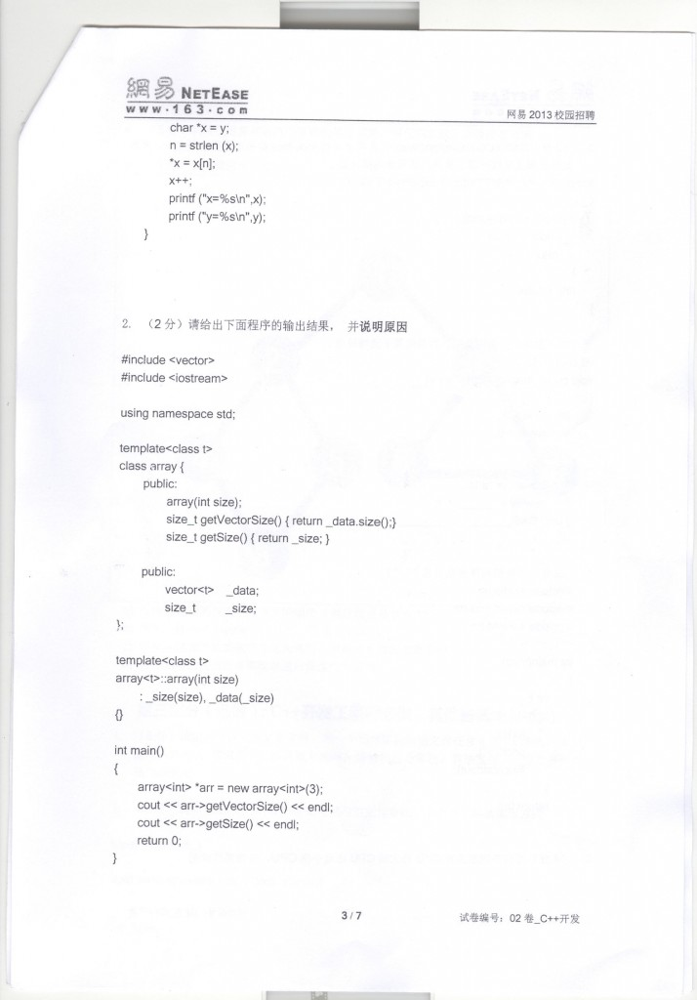 網易 NETEASE
www.163.com
网易 2013 校园招聘
char *x = y;
n = strlen (x);
*x = x[n];
x++;
printf ("x=%s\n",x);
printf ("y=%s\n",y);
}
2. （2 分）请给出下面程序的输出结果， 并说明原因
#include <vector>
#include <iostream>
using namespace std;
template<class t>
class array {
public:
array(int size);
size_t getVectorSize() { return _data.size();}
size_t getSize() { return _size; }
public:
vector<t> _data;
size_t _size;
};
template<class t>
array<t>::array(int size)
: _size(size), _data(_size)
{}
int main()
{
array<int> *arr = new array<int>(3);
cout << arr->getVectorSize() << endl;
cout << arr->getSize() << endl;
return 0;
}
3 / 7
试卷编号：02 卷_C++开发